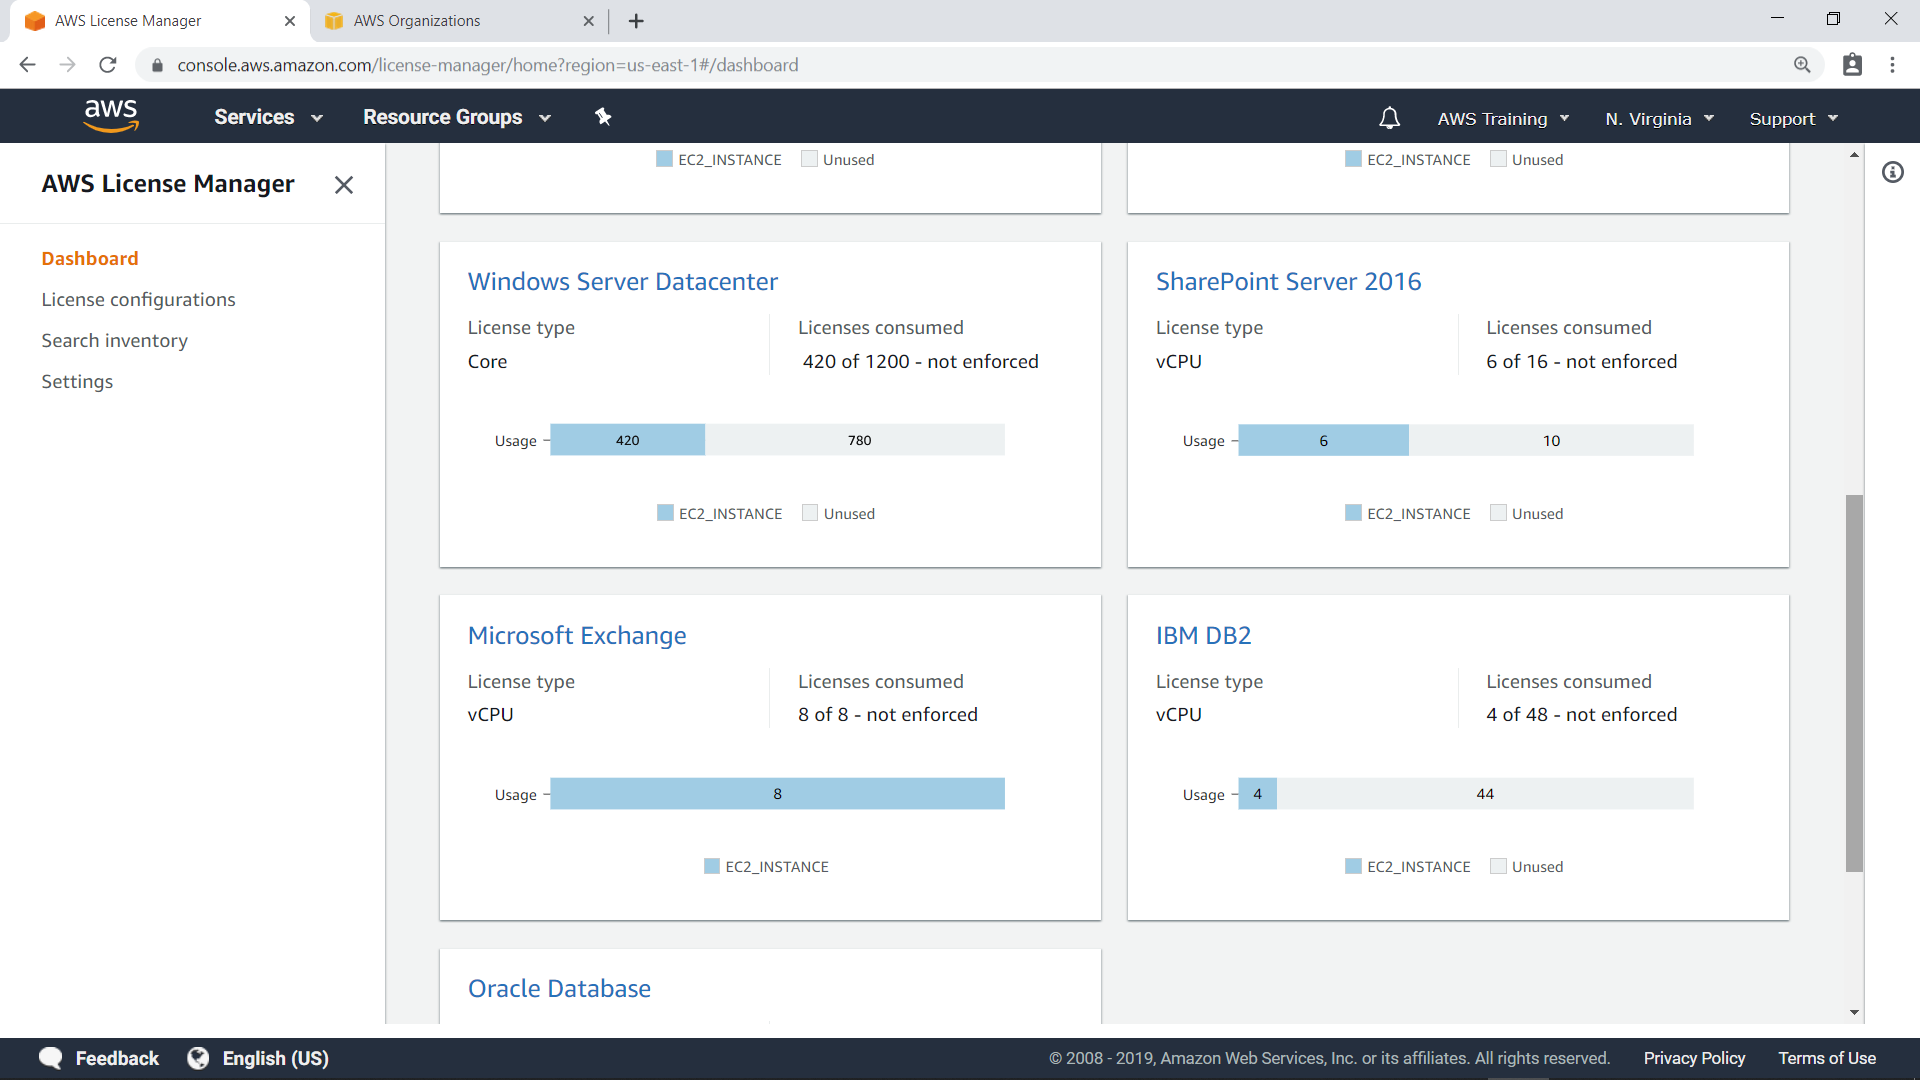 AWS License Manager
AWS Organizations
console.aws.amazon.com/license-manager/home?region=us-east-1#/dashboard
aws
Services
Resource Groups
AWS Training
N. Virginia
Support
AWS License Manager
Dashboard
License configurations
Search inventory
Settings
EC2_INSTANCE Unused
EC2_INSTANCE Unused
Windows Server Datacenter
License type
Core
Licenses consumed
420 of 1200 - not enforced
Usage 420 780
EC2_INSTANCE Unused
SharePoint Server 2016
License type
vCPU
Licenses consumed
6 of 16 - not enforced
Usage 6 10
EC2_INSTANCE Unused
Microsoft Exchange
License type
vCPU
Licenses consumed
8 of 8 - not enforced
Usage 8
EC2_INSTANCE
IBM DB2
License type
vCPU
Licenses consumed
4 of 48 - not enforced
Usage 4 44
EC2_INSTANCE Unused
Oracle Database
Feedback
English (US)
© 2008 - 2019, Amazon Web Services, Inc. or its affiliates. All rights reserved.
Privacy Policy
Terms of Use